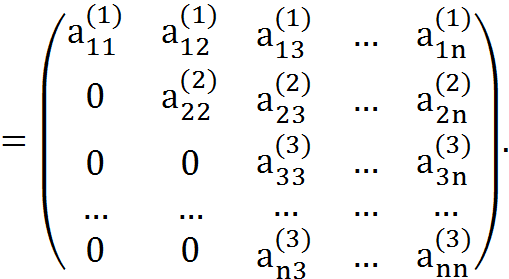 = ( a_{11}^{(1)} a_{12}^{(1)} a_{13}^{(1)} ... a_{1n}^{(1)}
0 a_{22}^{(2)} a_{23}^{(2)} ... a_{2n}^{(2)}
0 0 a_{33}^{(3)} ... a_{3n}^{(3)}
... ... ... ... ...
0 0 a_{n3}^{(3)} ... a_{nn}^{(3)} ).